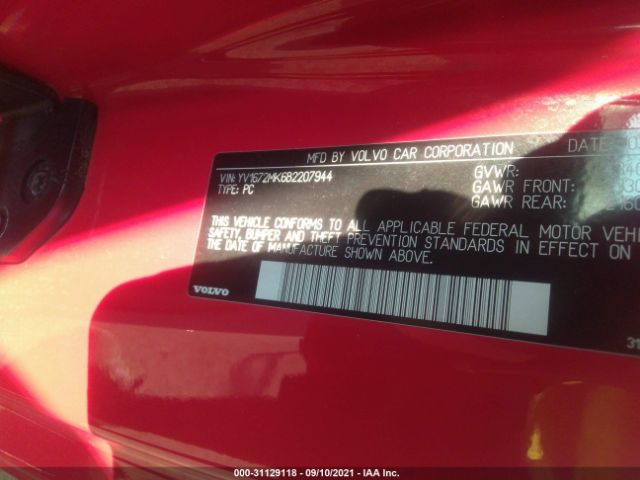 MFD BY VOLVO CAR CORPORATION DATE
VIN: YV1672MK6B2207944 GVWR:
TYPE: PC GAWR FRONT:
GAWR REAR:
THIS VEHICLE CONFORMS TO ALL APPLICABLE FEDERAL MOTOR
SAFETY, BUMPER AND THEFT PREVENTION STANDARDS IN EFFECT ON
THE DATE OF MANUFACTURE SHOWN ABOVE.
VOLVO
31
000-31129118 - 09/10/2021 - IAA Inc.